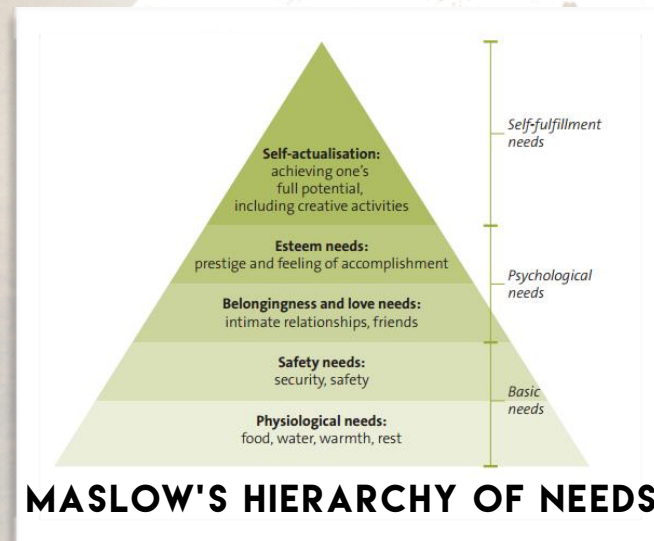 Self-actualisation:
achieving one's
full potential,
including creative activities
Self-fulfillment
needs
Esteem needs:
prestige and feeling of accomplishment
Psychological
needs
Belongingness and love needs:
intimate relationships, friends
Safety needs:
security, safety
Basic
needs
Physiological needs:
food, water, warmth, rest
MASLOW'S HIERARCHY OF NEEDS